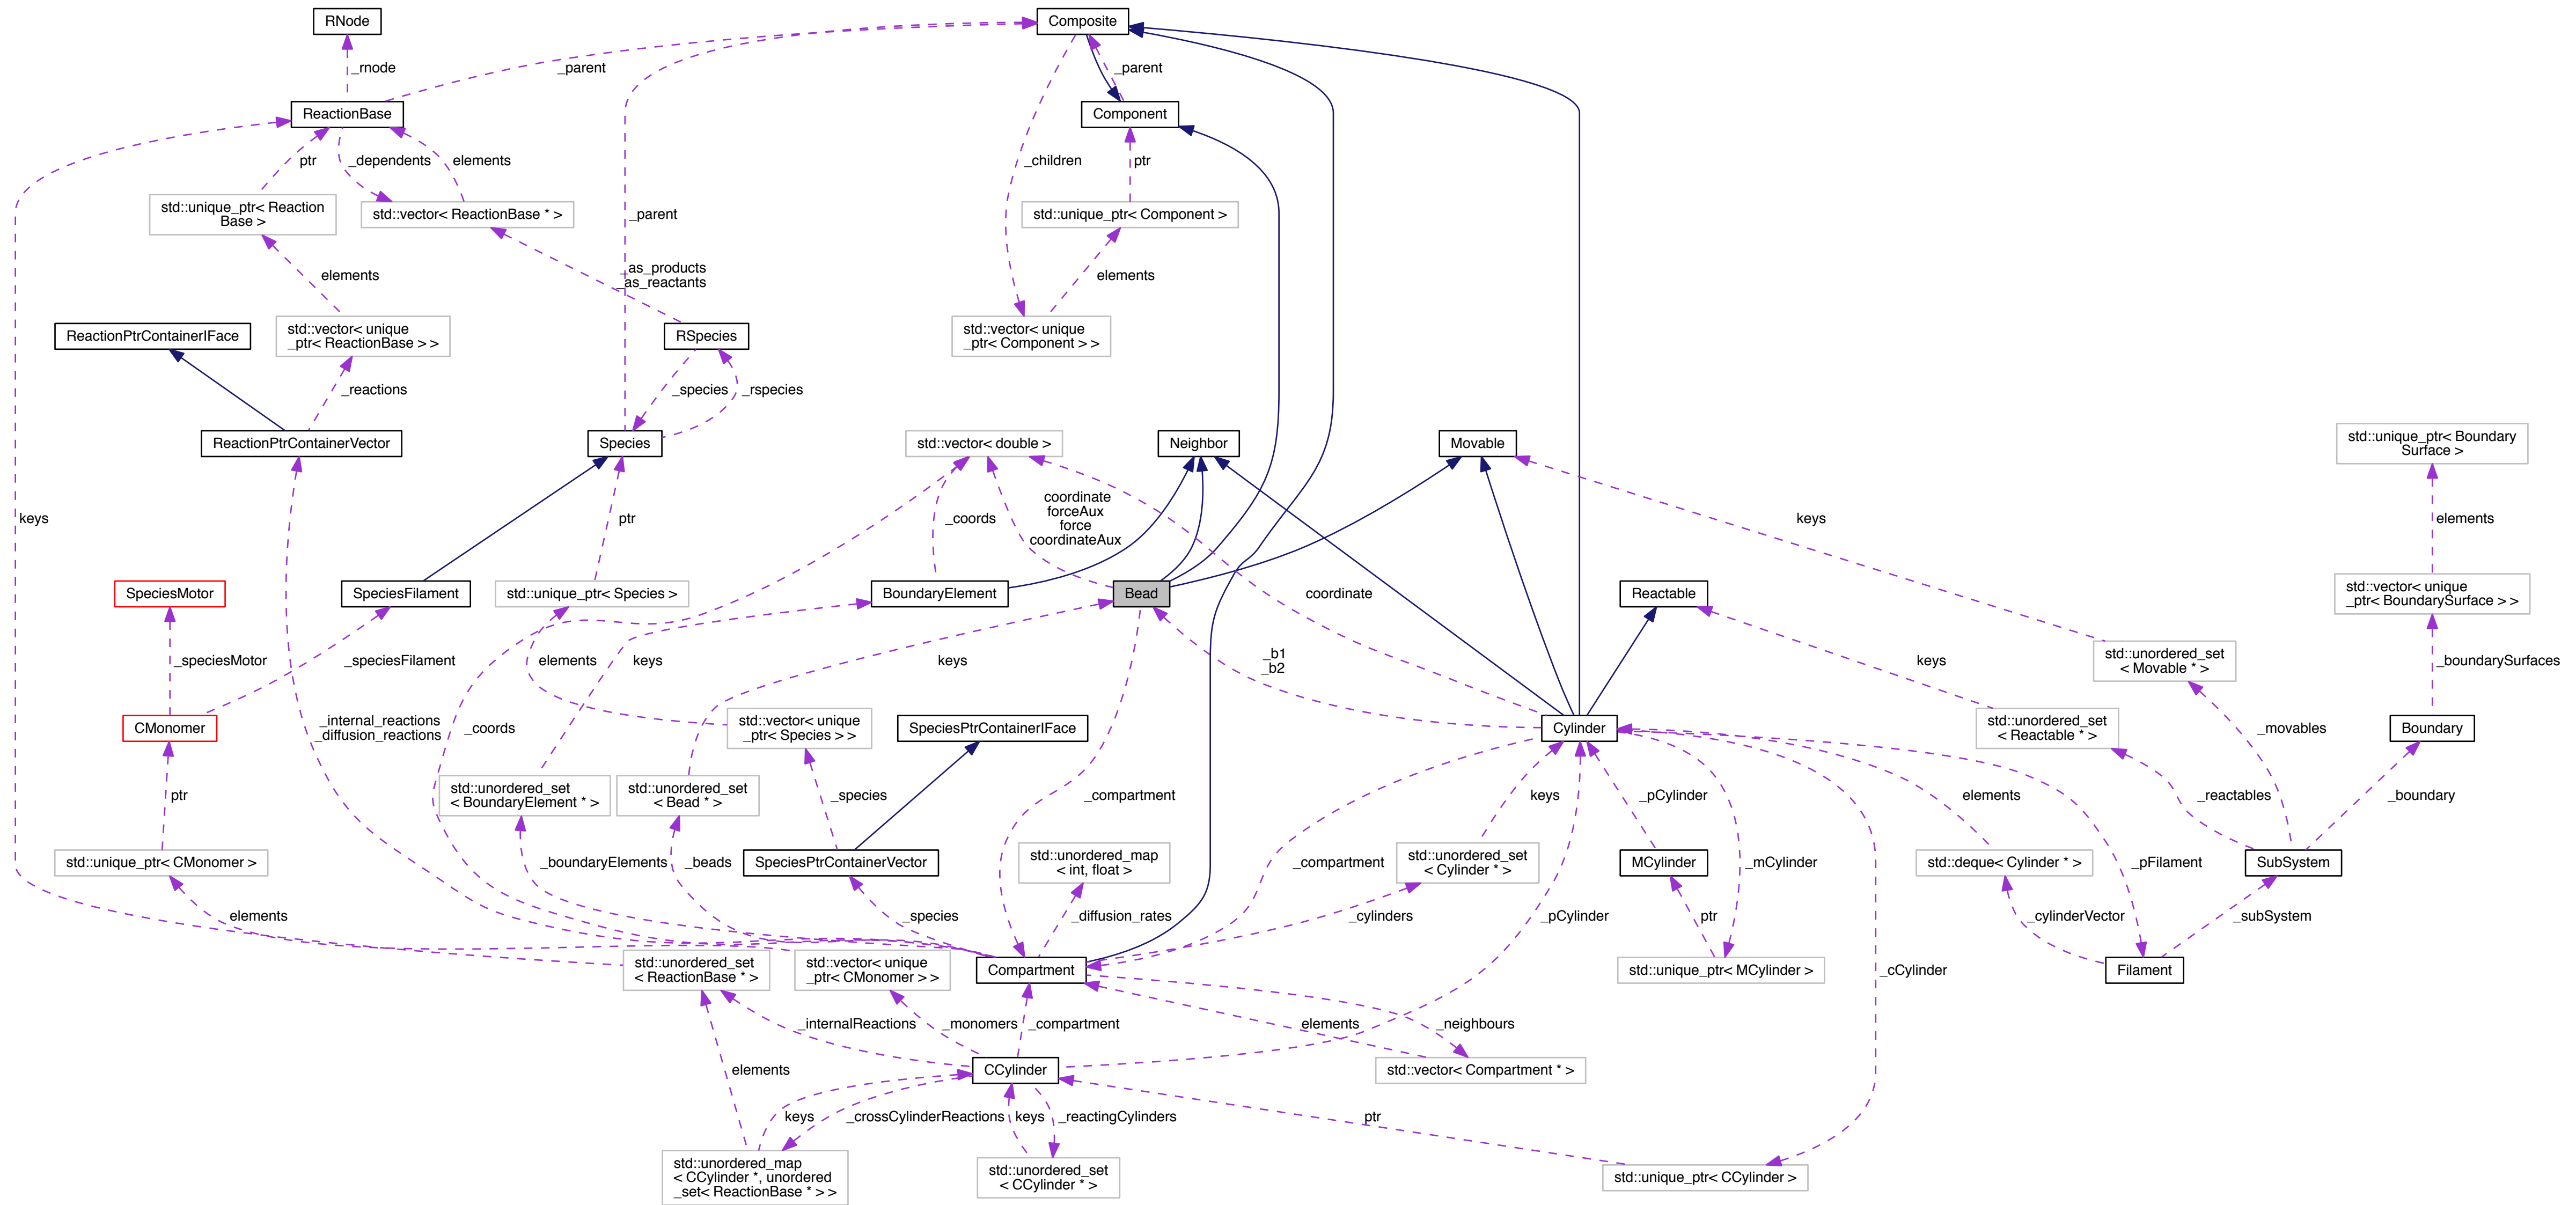 RNode
Composite
_rnode
_parent
_parent
ReactionBase
Component
ptr
_dependents
elements
_children
ptr
std::unique_ptr< Reaction
Base >
std::vector< ReactionBase * >
_parent
std::unique_ptr< Component >
elements
_as_products
_as_reactants
elements
ReactionPtrContainerIFace
std::vector< unique
_ptr< ReactionBase > >
RSpecies
std::vector< unique
_ptr< Component > >
_reactions
_species
_rspecies
ReactionPtrContainerVector
Species
std::vector< double >
Neighbor
Movable
std::unique_ptr< Boundary
Surface >
keys
ptr
_coords
coordinate
forceAux
force
coordinateAux
keys
elements
SpeciesMotor
SpeciesFilament
std::unique_ptr< Species >
BoundaryElement
Bead
coordinate
Reactable
std::vector< unique
_ptr< BoundarySurface > >
_speciesMotor
_speciesFilament
elements
keys
keys
_b1
_b2
keys
std::unordered_set
< Movable * >
_boundarySurfaces
CMonomer
_internal_reactions
_diffusion_reactions
_coords
std::vector< unique
_ptr< Species > >
SpeciesPtrContainerIFace
Cylinder
std::unordered_set
< Reactable * >
_movables
Boundary
ptr
std::unordered_set
< BoundaryElement * >
std::unordered_set
< Bead * >
_species
_compartment
keys
_pCylinder
elements
_reactables
_boundary
std::unique_ptr< CMonomer >
_boundaryElements
_beads
SpeciesPtrContainerVector
std::unordered_map
< int, float >
_compartment
std::unordered_set
< Cylinder * >
MCylinder
_mCylinder
std::deque< Cylinder * >
_pFilament
SubSystem
elements
_species
_diffusion_rates
_cylinders
_pCylinder
ptr
_cylinderVector
_subSystem
std::unordered_set
< ReactionBase * >
std::vector< unique
_ptr< CMonomer > >
Compartment
std::unique_ptr< MCylinder >
_cCylinder
Filament
_internalReactions
_monomers
_compartment
elements
_neighbours
elements
CCylinder
std::vector< Compartment * >
keys
_crossCylinderReactions
keys
_reactingCylinders
ptr
std::unordered_map
< CCylinder *, unordered
_set< ReactionBase * > >
std::unordered_set
< CCylinder * >
std::unique_ptr< CCylinder >